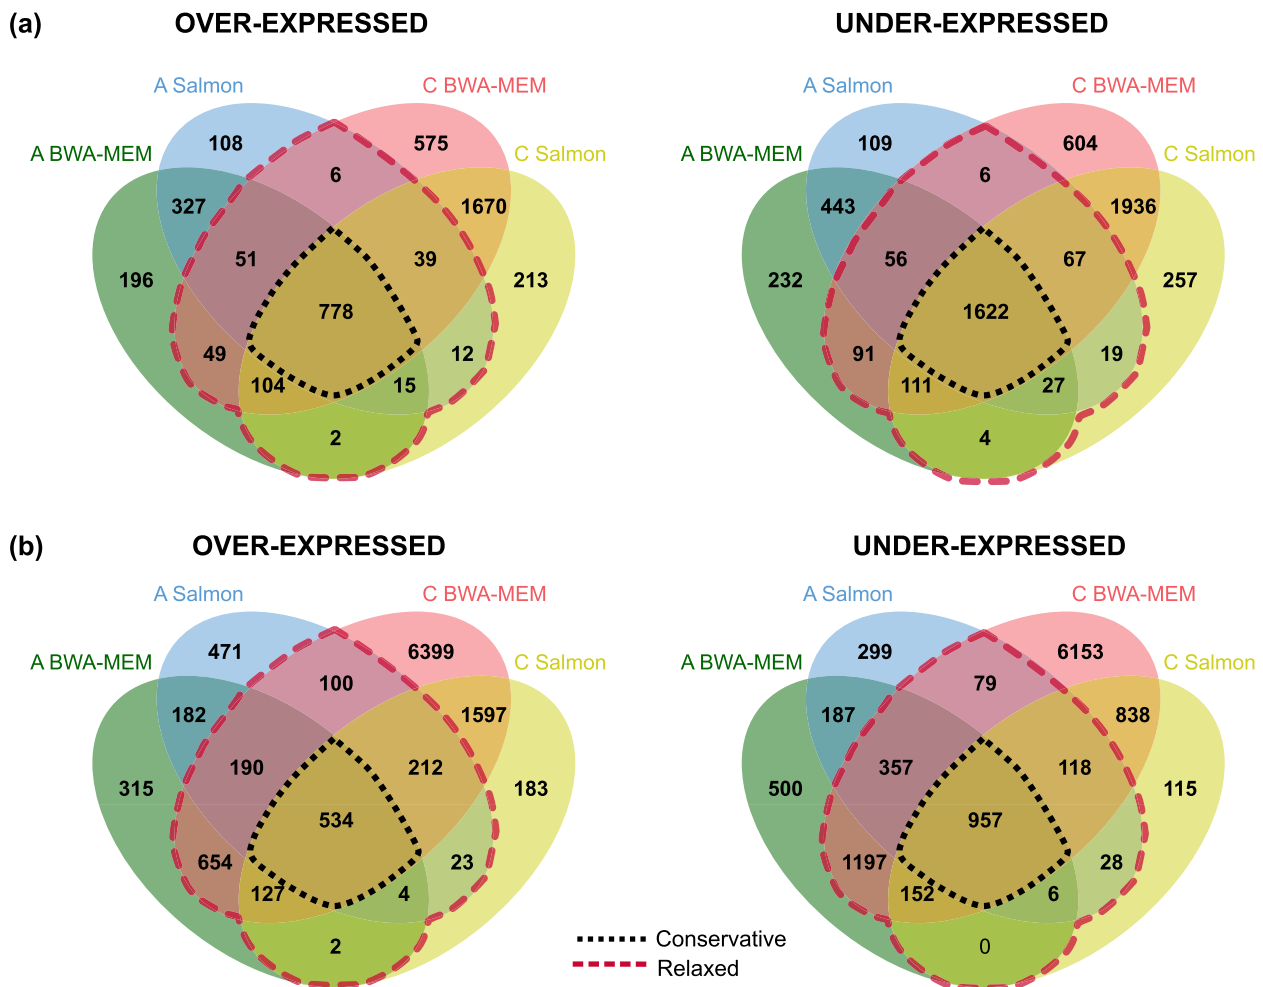 (a)
OVER-EXPRESSED
UNDER-EXPRESSED
A Salmon
C BWA-MEM
A BWA-MEM
C Salmon
108
575
6
327
1670
51
39
196
213
778
49
12
104
15
2
A Salmon
C BWA-MEM
A BWA-MEM
C Salmon
109
604
6
443
1936
56
67
232
257
1622
91
19
111
27
4
(b)
OVER-EXPRESSED
UNDER-EXPRESSED
A Salmon
C BWA-MEM
A BWA-MEM
C Salmon
471
6399
100
182
1597
190
212
315
183
534
654
23
127
4
2
A Salmon
C BWA-MEM
A BWA-MEM
C Salmon
299
6153
79
187
838
357
118
500
115
957
1197
28
152
6
0
Conservative
Relaxed